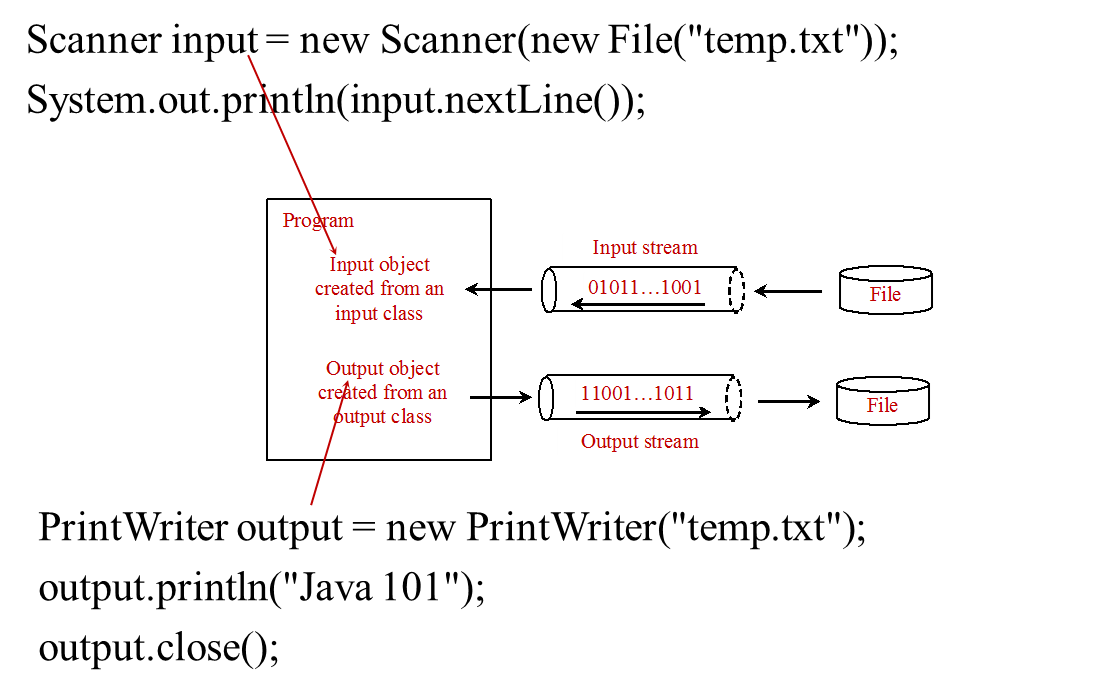 Scanner input = new Scanner(new File("temp.txt"));
System.out.println(input.nextLine());
Program
Input object
created from an
input class
Input stream
01011…1001
File
Output object
created from an
output class
11001…1011
Output stream
File
PrintWriter output = new PrintWriter("temp.txt");
output.println("Java 101");
output.close();